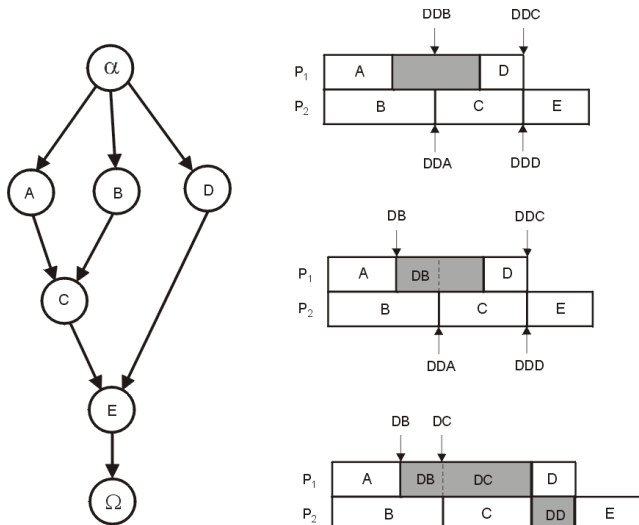 α
A B D
C
E
Ω
DDB DDC
P1 A D
P2 B C E
DDA DDD
DB DDC
P1 A DB D
P2 B C E
DDA DDD
DB DC
P1 A DB DC D
P2 B C DD E